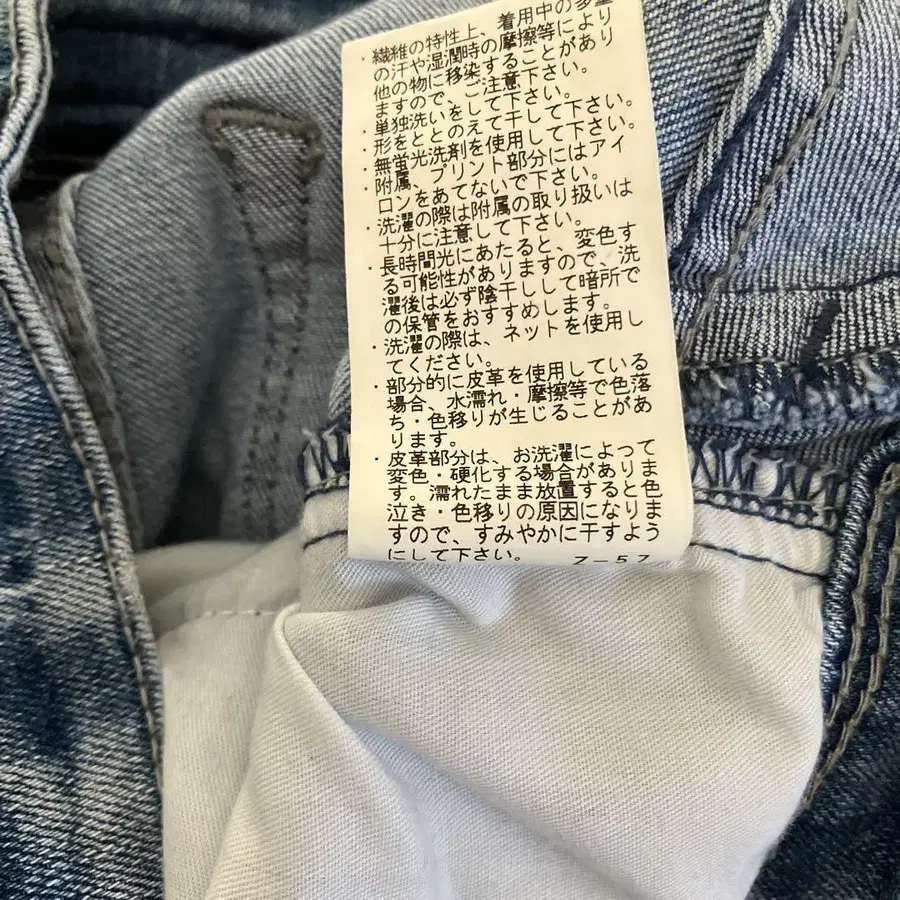 ・繊維の特性上、着用中の多量
の汗や湿潤時の摩擦等により
他の物に移染することがあり
ますので、ご注意下さい。
・単独洗いをして下さい。
・形をととのえて干して下さい。
・無蛍光洗剤を使用して下さい。
・附属、プリント部分にはアイ
ロンをあてないで下さい。
・洗濯の際は附属の取り扱いは
十分に注意して下さい。
・長時間光にあたると、変色す
る可能性がありますので、洗
濯後は必ず陰干しして暗所で
の保管をおすすめします。
・洗濯の際は、ネットを使用し
てください。
・部分的に皮革を使用している
場合、水濡れ・摩擦等で色落
ち・色移りが生じることがあ
ります。
・皮革部分は、お洗濯によって
変色・硬化する場合がありま
す。濡れたまま放置すると色
泣き・色移りの原因になりま
すので、すみやかに干すよう
にして下さい。 Z-57